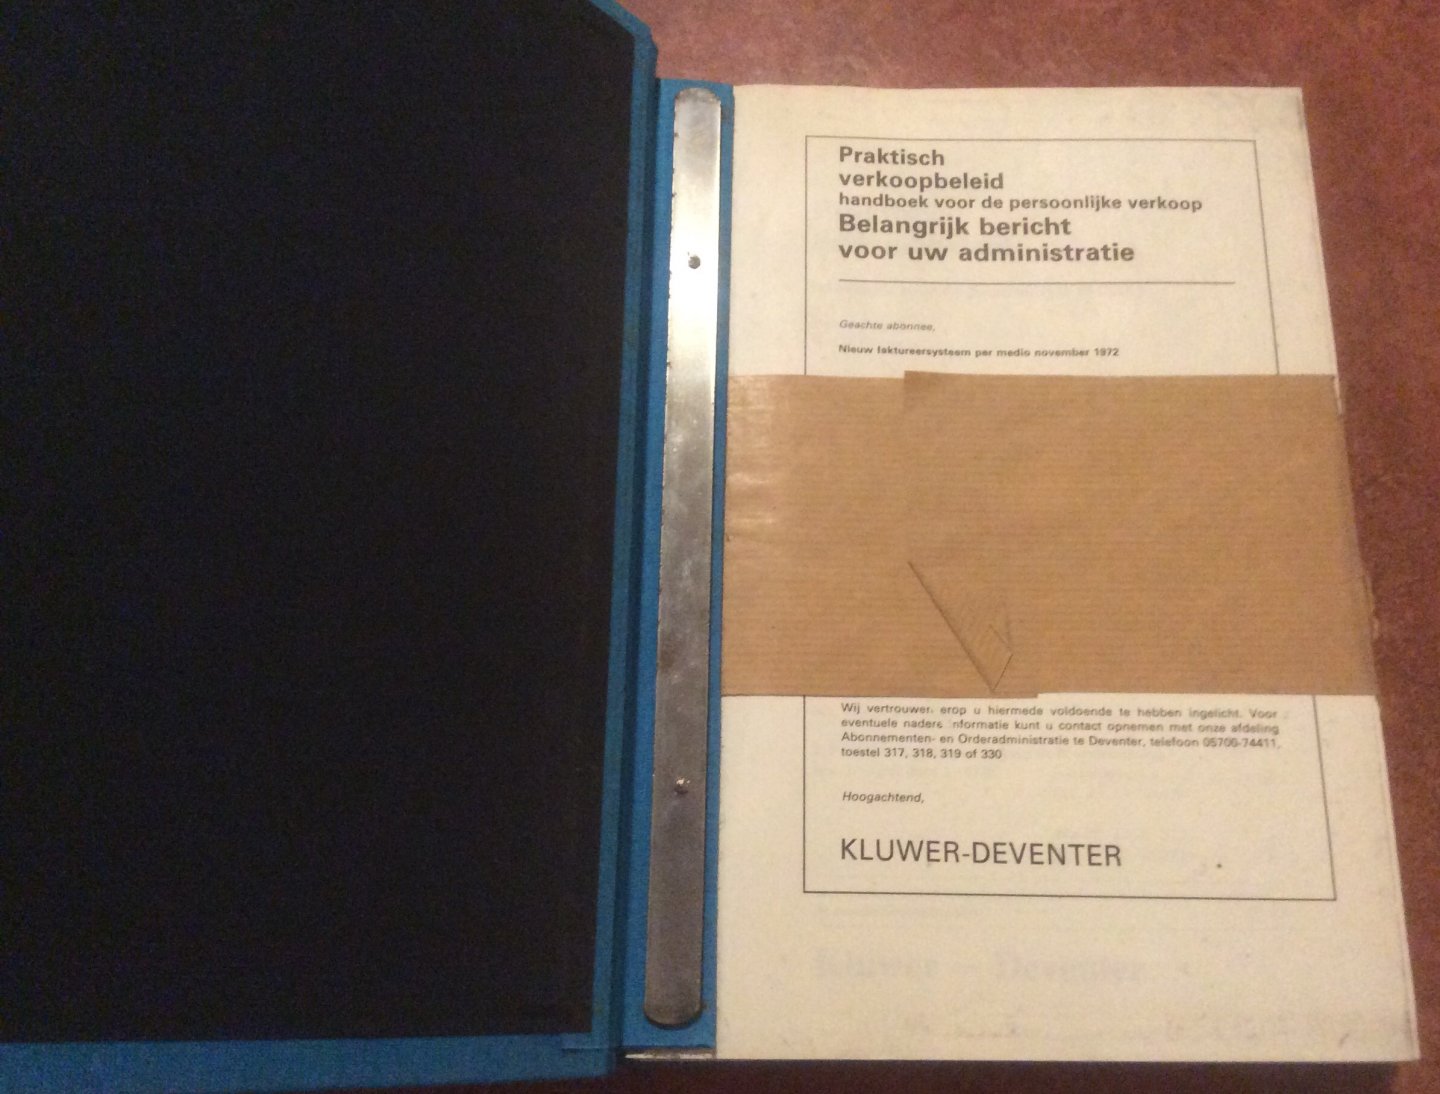 Praktisch
verkoopbeleid
handboek voor de persoonlijke verkoop
Belangrijk bericht
voor uw administratie
Geachte abonnee,
Nieuw faktureersysteem per medio november 1972
Wij vertrouwen erop u hiermede voldoende te hebben ingelicht. Voor
eventuele nadere informatie kunt u contact opnemen met onze afdeling
Abonnementen- en Orderadministratie te Deventer, telefoon 05700-74411,
toestel 317, 318, 319 of 330
Hoogachtend,
KLUWER-DEVENTER
Kluwer – Deventer